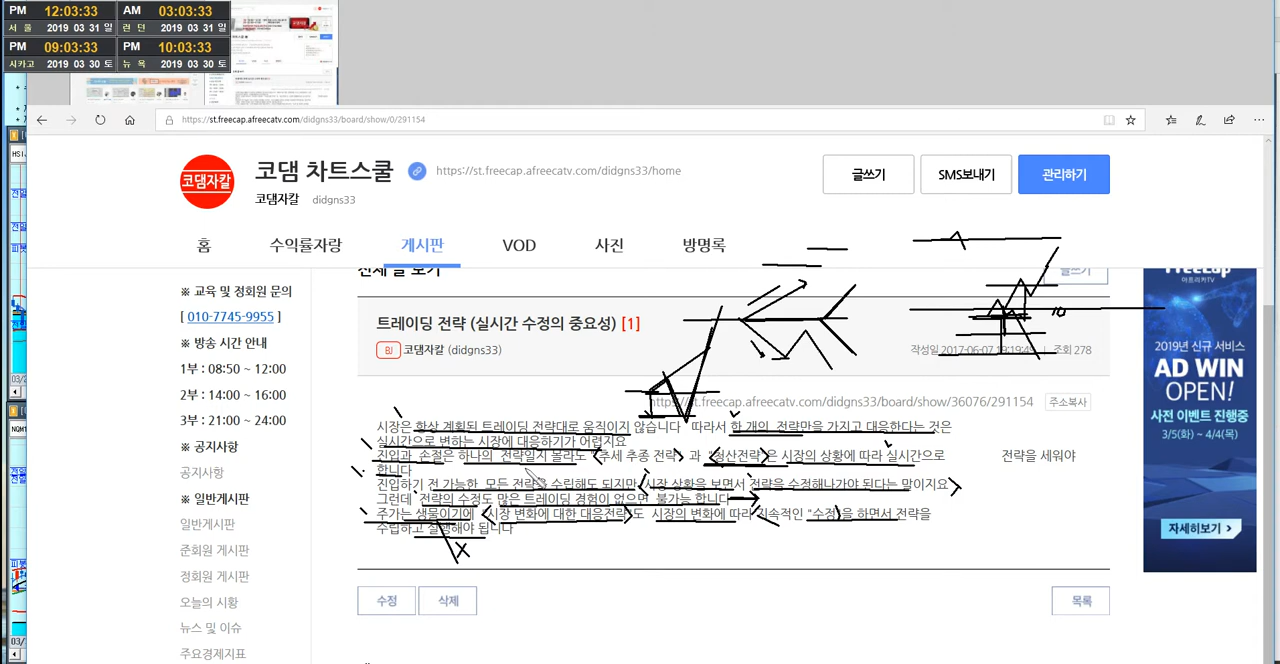 PM 12:03:33 AM 03:03:33
서 울 2019 03 31 일 런 던 2019 03 31 일
PM 09:03:33 PM 10:03:33
시카고 2019 03 30 토 뉴 욕 2019 03 30 토
https://st.freecap.afreecatv.com/didgns33/board/show/0/291154
코댐자칼
코댐 차트스쿨 https://st.freecap.afreecatv.com/didgns33/home
코댐자칼 didgns33
글쓰기 SMS보내기 관리하기
홈 수익률자랑 게시판 VOD 사진 방명록
전체 글 보기
글쓰기
※ 교육 및 정회원 문의
[ 010-7745-9955 ]
※ 방송 시간 안내
1부 : 08:50 ~ 12:00
2부 : 14:00 ~ 16:00
3부 : 21:00 ~ 24:00
※ 공지사항
공지사항
※ 일반게시판
일반게시판
준회원 게시판
정회원 게시판
오늘의 시황
뉴스 및 이슈
주요경제지표
트레이딩 전략 (실시간 수정의 중요성) [1]
BJ 코댐자칼 (didgns33)
작성일 2017-06-07 19:19:49 | 조회 278
https://st.freecap.afreecatv.com/didgns33/board/show/36076/291154 주소복사
시장은 항상 계획된 트레이딩 전략대로 움직이지 않습니다 따라서 한 개의 전략만을 가지고 대응한다는 것은
실시간으로 변하는 시장에 대응하기가 어렵지요
진입과 손절은 하나의 전략일지 몰라도 "추세 추종 전략" 과 "청산전략"은 시장의 상황에 따라 실시간으로 전략을 세워야
합니다
진입하기 전 가능한 모든 전략을 수립해도 되지만 시장 상황을 보면서 전략을 수정해나가야 된다는 말이지요
그런데 전략의 수정도 많은 트레이딩 경험이 없으면 불가능 합니다
주가는 생물이기에 시장 변화에 대한 대응전략도 시장의 변화에 따라 지속적인 "수정"을 하면서 전략을
수립하고 실행해야 됩니다
10
수정 삭제 목록
Freecap
아프리카TV
2019년 신규 서비스
AD WIN
OPEN!
사전 이벤트 진행중
3/5(화) ~ 4/4(목)
자세히보기 >